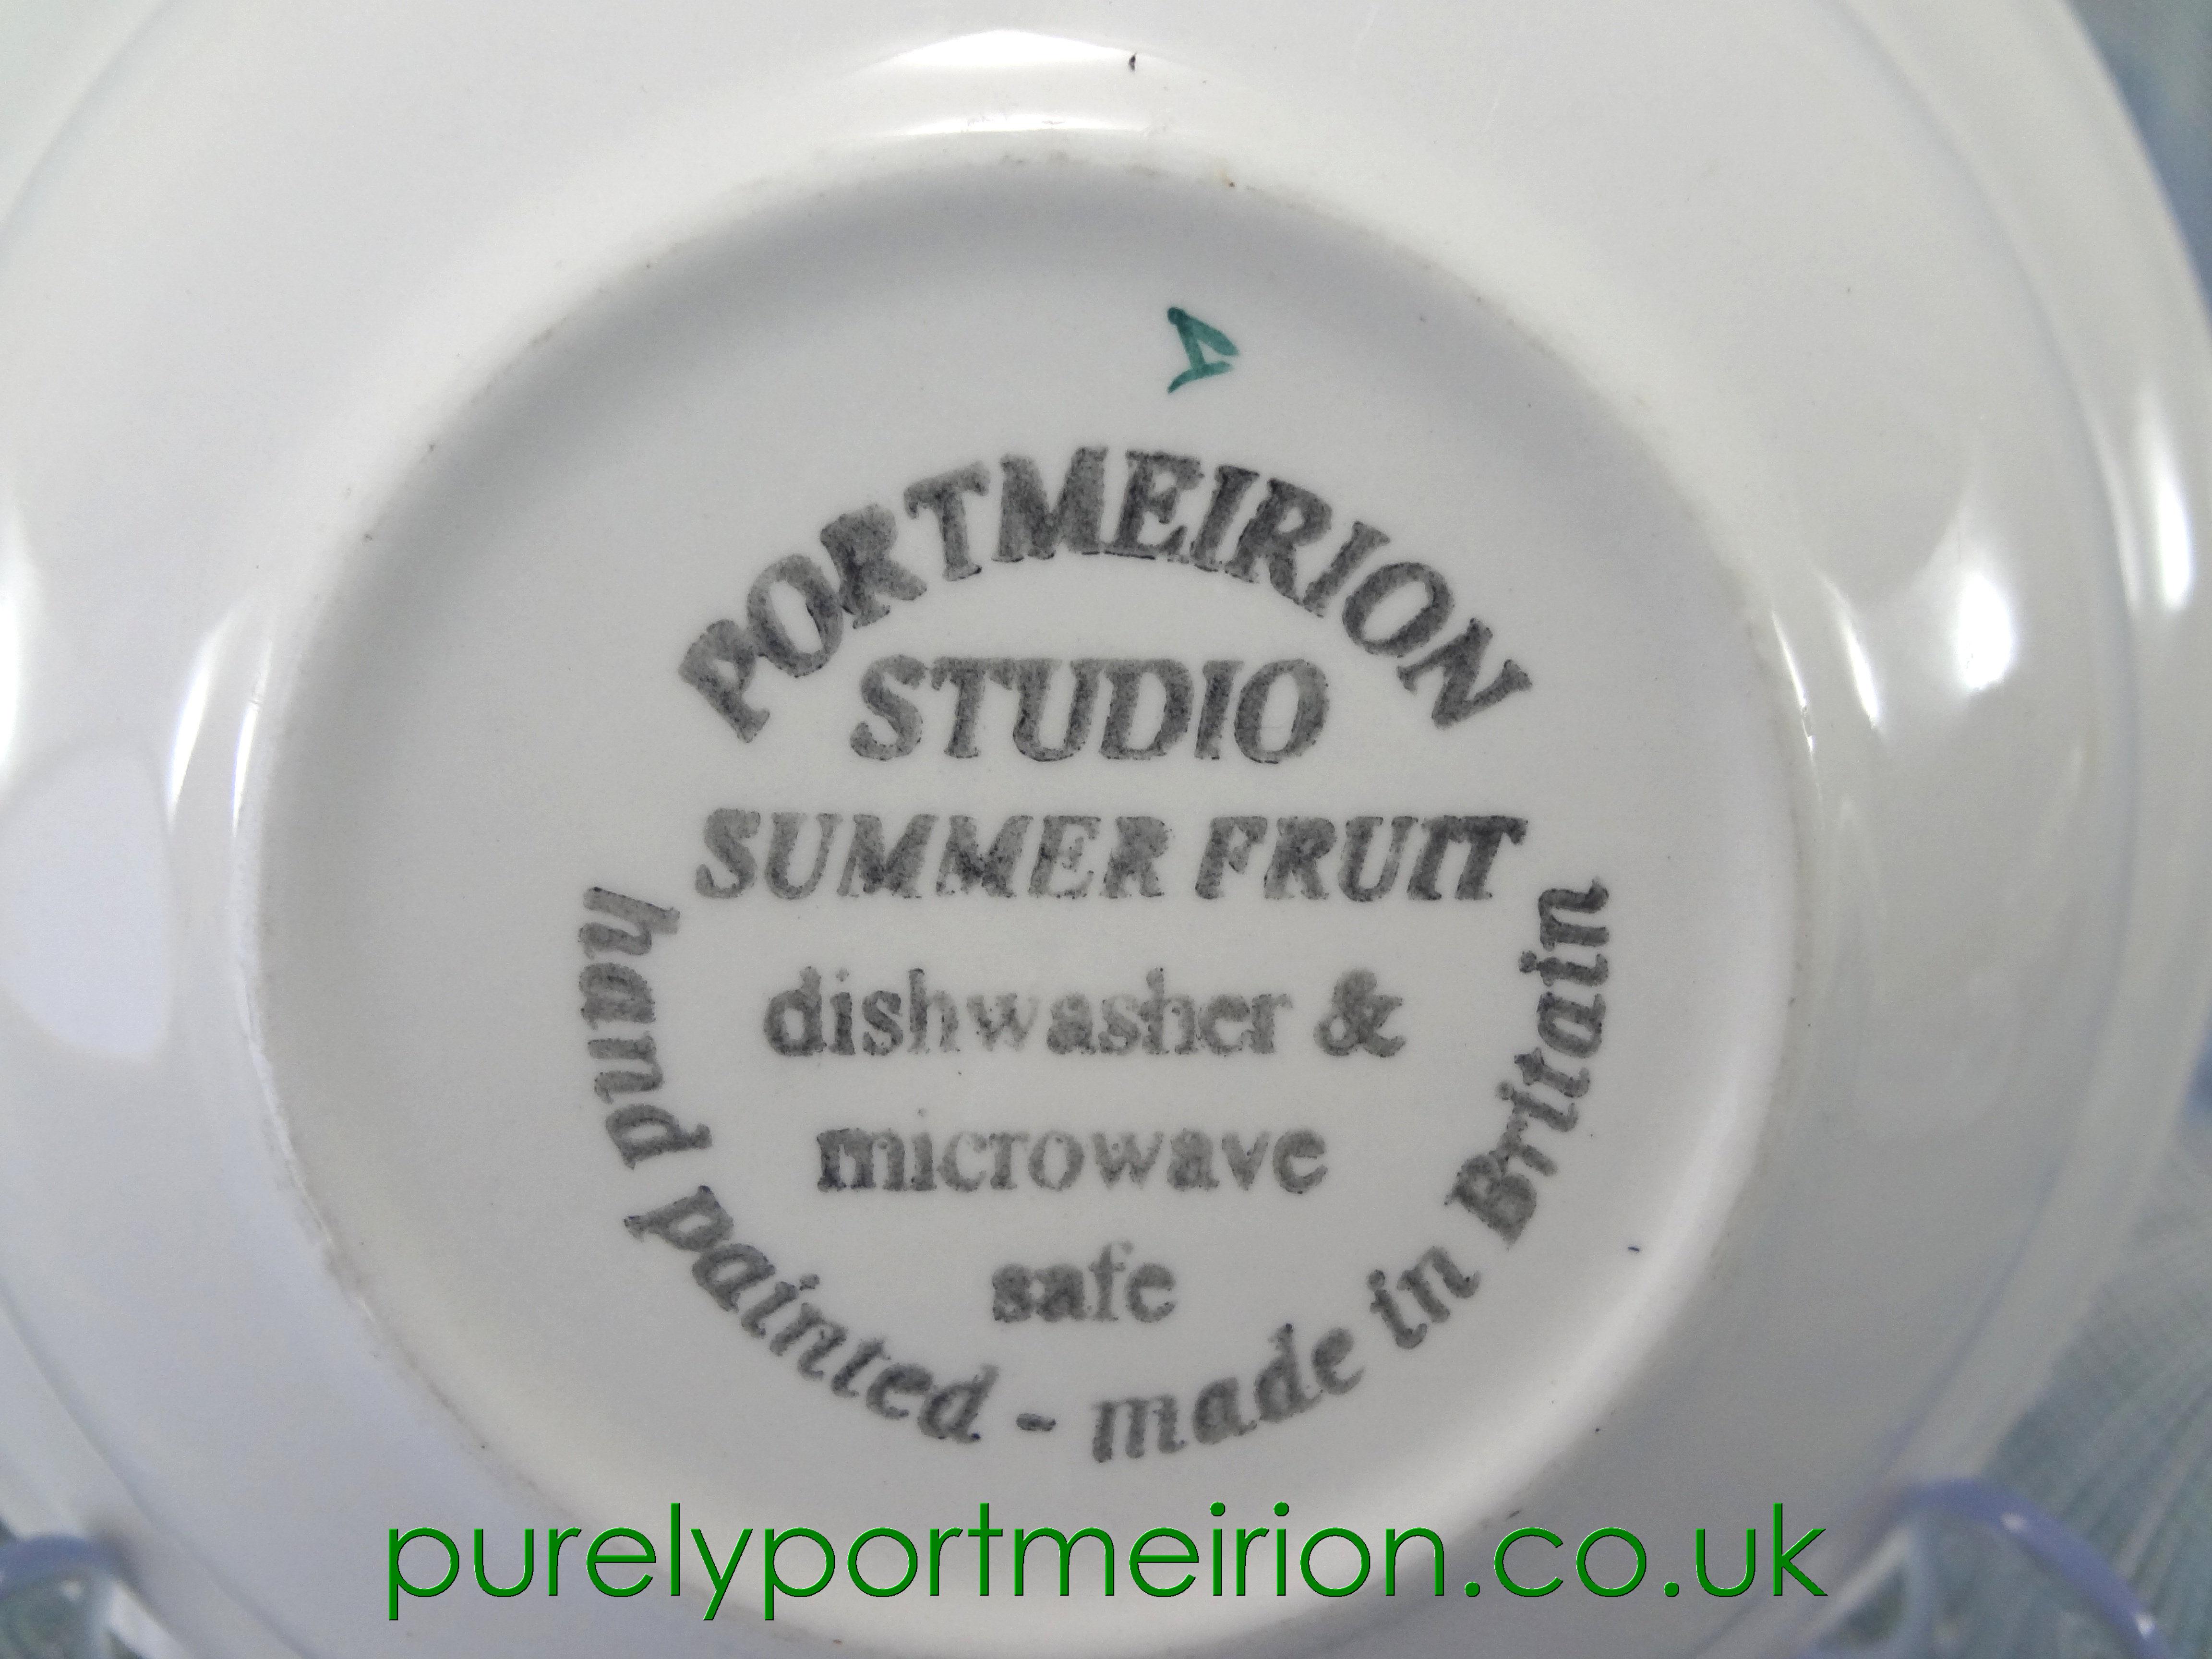 PORTMEIRION
STUDIO
SUMMER FRUIT
dishwasher &
microwave
safe
hand painted - made in Britain
purelyportmeirion.co.uk